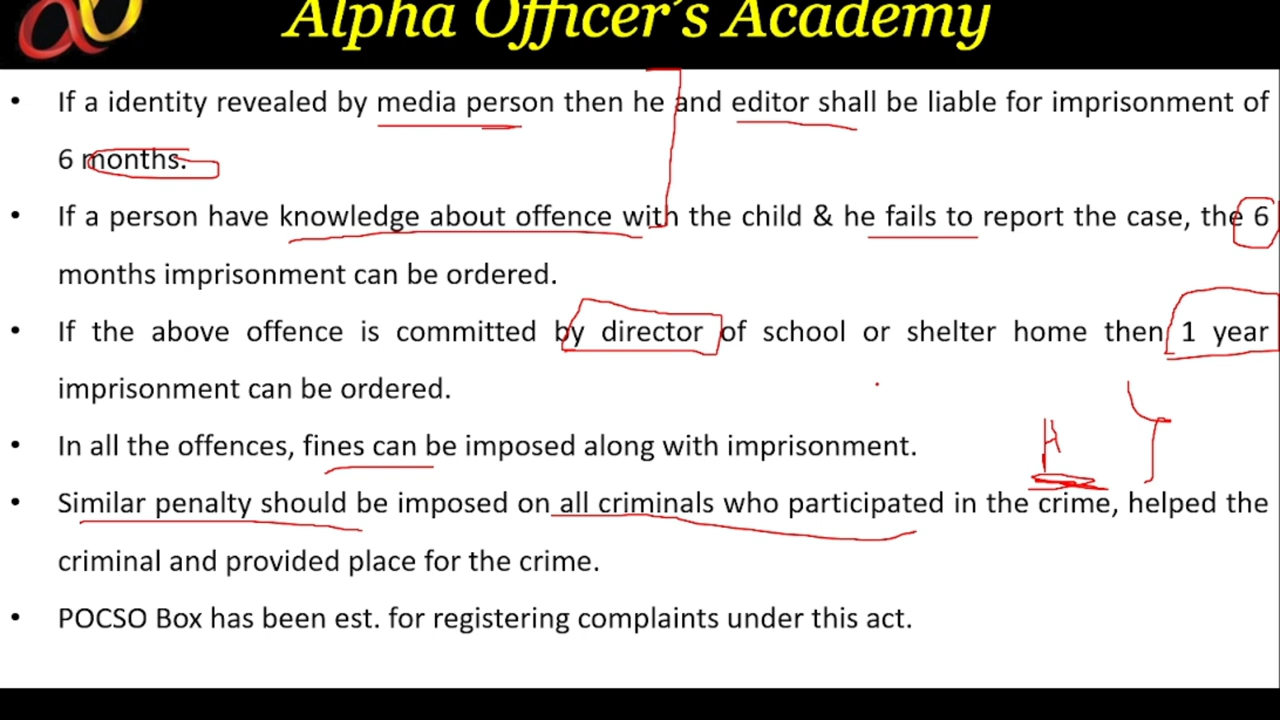 Alpha Officer's Academy
• If a identity revealed by media person then he and editor shall be liable for imprisonment of
6 months.
• If a person have knowledge about offence with the child & he fails to report the case, the 6
months imprisonment can be ordered.
• If the above offence is committed by director of school or shelter home then 1 year
imprisonment can be ordered.
• In all the offences, fines can be imposed along with imprisonment.
• Similar penalty should be imposed on all criminals who participated in the crime, helped the
criminal and provided place for the crime.
• POCSO Box has been est. for registering complaints under this act.